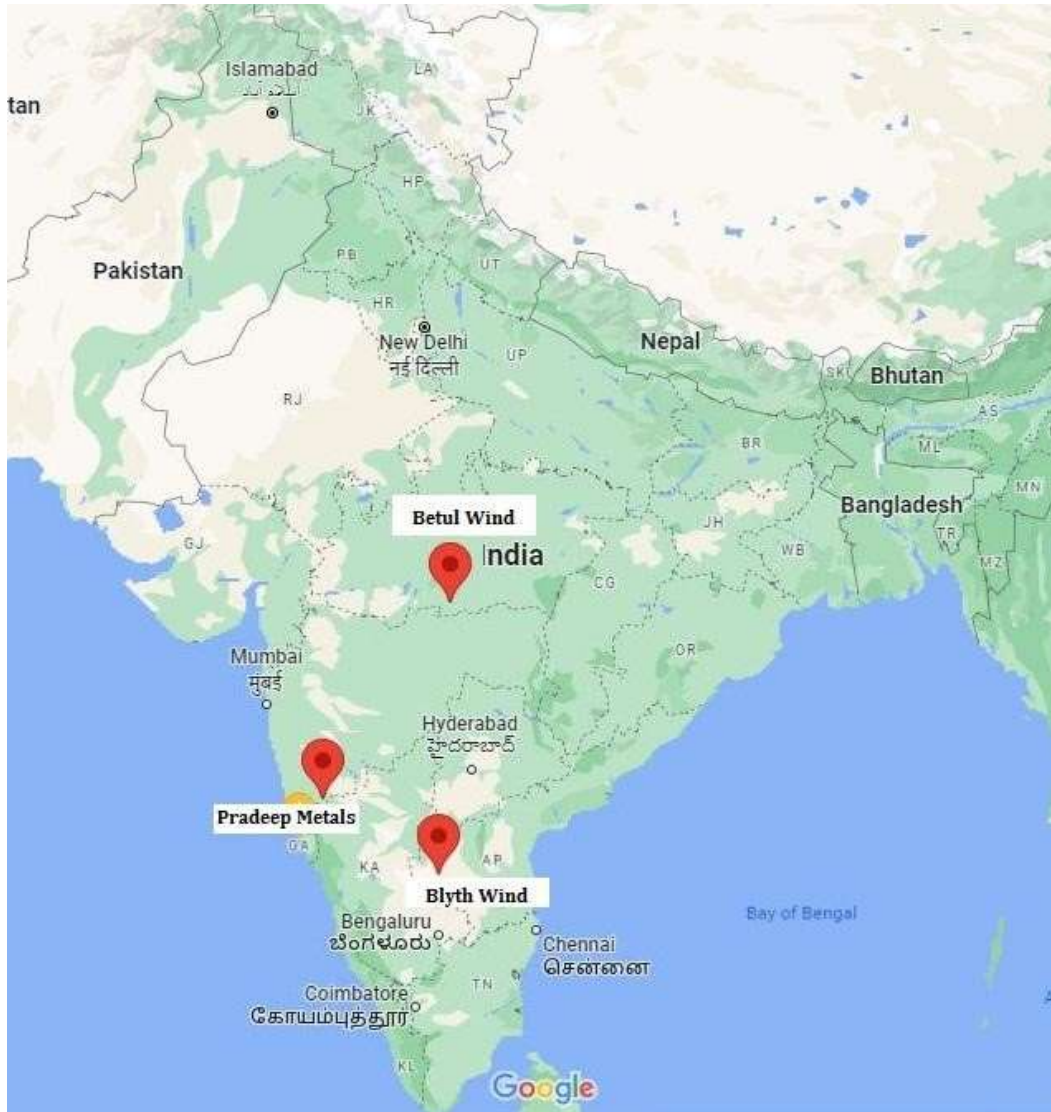 Islamabad
LA
tan
JK
HP
Pakistan
PB
UT
HR
New Delhi
नई दिल्ली
UP
Nepal
SK
Bhutan
RJ
AS
BR
ML
Betul Wind
Bangladesh
MN
GJ
JH
TR
India
WB
MZ
CG
Mumbai
मुंबई
OR
Hyderabad
హైదరాబాద్
Pradeep Metals
GA
KA
AP
Blyth Wind
Bengaluru
ಬೆಂಗಳೂರು
Bay of Bengal
Chennai
சென்னை
TN
Coimbatore
கோயம்புத்தூர்
KL
Google